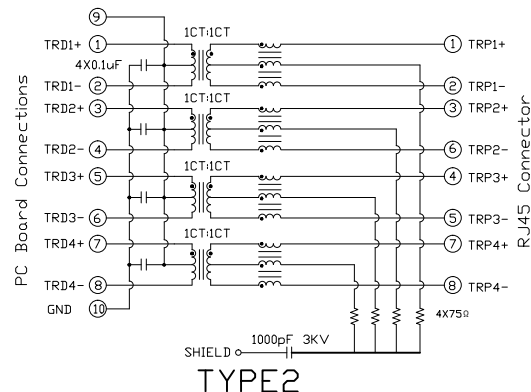 9
1CT:1CT
TRD1+ 1 1 TRP1+
4X0.1uF
TRD1- 2 2 TRP1-
1CT:1CT
TRD2+ 3 3 TRP2+
TRD2- 4 6 TRP2-
1CT:1CT
TRD3+ 5 4 TRP3+
TRD3- 6 5 TRP3-
1CT:1CT
TRD4+ 7 7 TRP4+
TRD4- 8 8 TRP4-
GND 10
PC Board Connections
RJ45 Connector
4X75Ω
1000pF 3KV
SHIELD
TYPE2